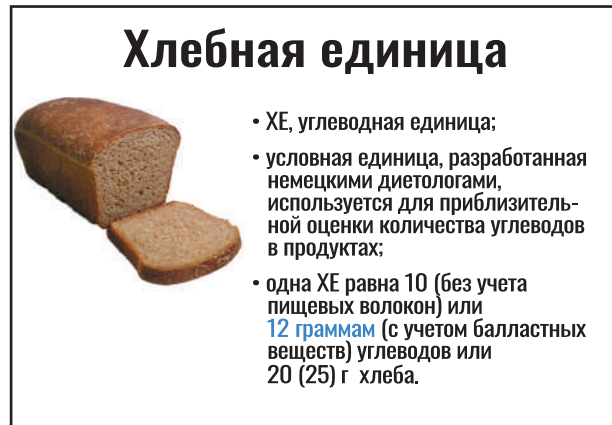 Хлебная единица
• ХЕ, углеводная единица;
• условная единица, разработанная
немецкими диетологами,
используется для приблизитель-
ной оценки количества углеводов
в продуктах;
• одна ХЕ равна 10 (без учета
пищевых волокон) или
12 граммам (с учетом балластных
веществ) углеводов или
20 (25) г хлеба.